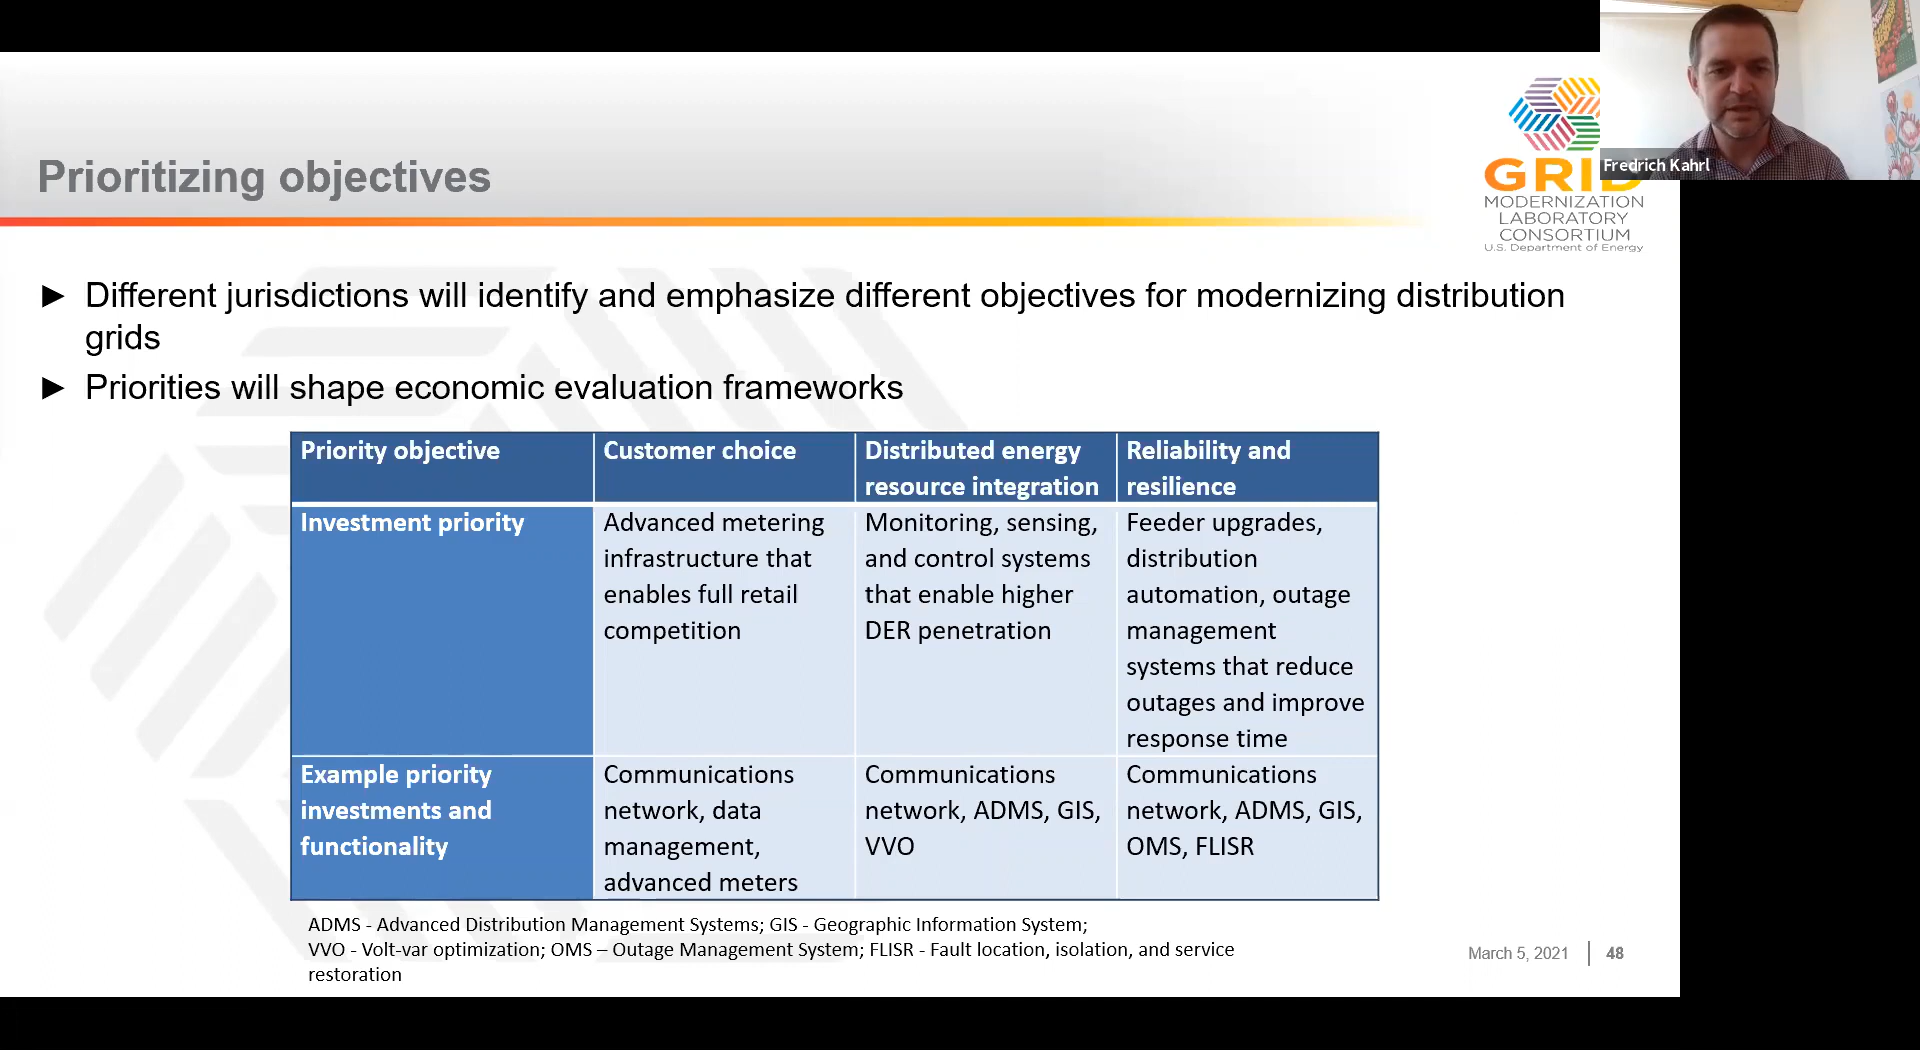 Fredrich Kahrl
GRID
MODERNIZATION
LABORATORY
CONSORTIUM
U.S. Department of Energy
Prioritizing objectives
► Different jurisdictions will identify and emphasize different objectives for modernizing distribution
grids
► Priorities will shape economic evaluation frameworks
Priority objective
Customer choice
Distributed energy
resource integration
Reliability and
resilience
Investment priority
Advanced metering
infrastructure that
enables full retail
competition
Monitoring, sensing,
and control systems
that enable higher
DER penetration
Feeder upgrades,
distribution
automation, outage
management
systems that reduce
outages and improve
response time
Example priority
investments and
functionality
Communications
network, data
management,
advanced meters
Communications
network, ADMS, GIS,
VVO
Communications
network, ADMS, GIS,
OMS, FLISR
ADMS - Advanced Distribution Management Systems; GIS - Geographic Information System;
VVO - Volt-var optimization; OMS – Outage Management System; FLISR - Fault location, isolation, and service
restoration
March 5, 2021 | 48